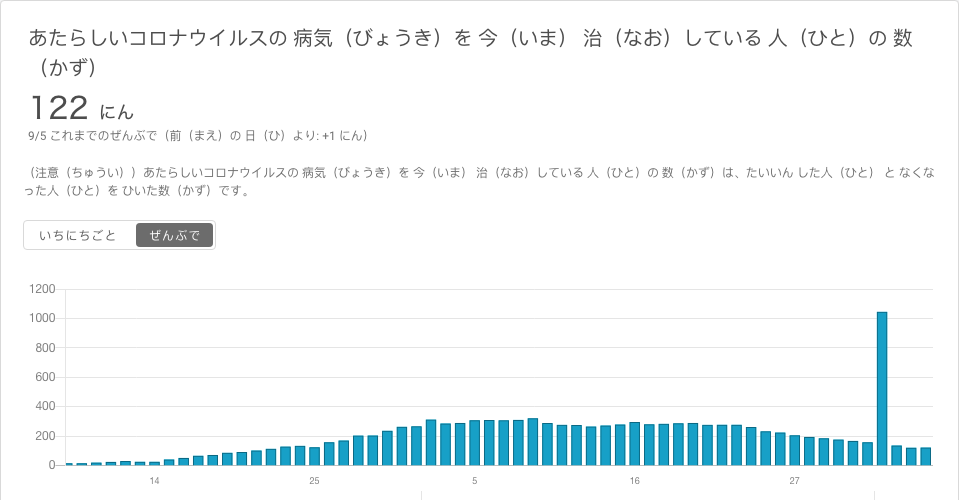 あたらしいコロナウイルスの 病気（びょうき）を 今（いま） 治（なお）している 人（ひと）の 数
（かず）
122 にん
9/5 これまでのぜんぶで（前（まえ）の 日（ひ）より: +1 にん）
（注意（ちゅうい））あたらしいコロナウイルスの 病気（びょうき）を 今（いま） 治（なお）している 人（ひと）の 数（かず）は、たいいん した人（ひと） と なくな
った人（ひと）を ひいた数（かず）です。
いちにちごと ぜんぶで
1200
1000
800
600
400
200
0
14 25 5 16 27